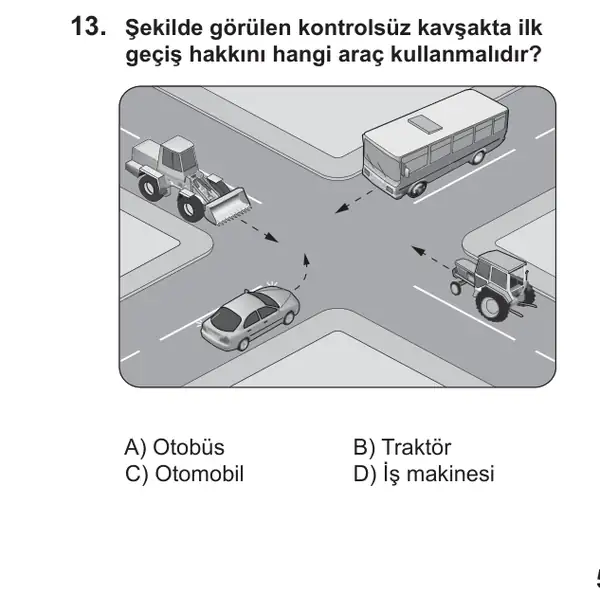 13. Şekilde görülen kontrolsüz kavşakta ilk
geçiş hakkını hangi araç kullanmalıdır?
A) Otobüs
B) Traktör
C) Otomobil
D) İş makinesi